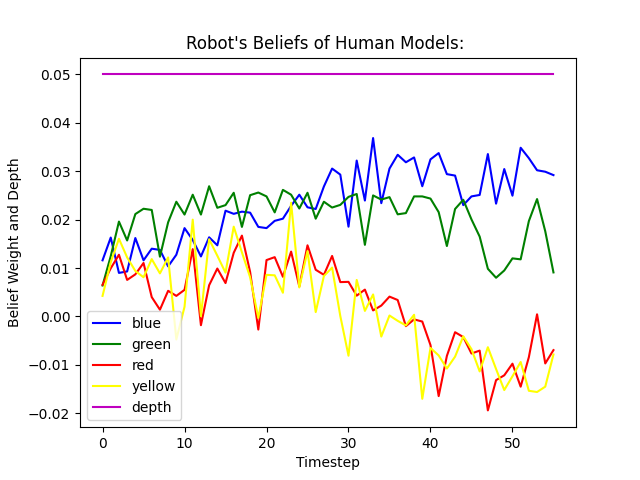 Robot's Beliefs of Human Models:
Belief Weight and Depth
0.05
0.04
0.03
0.02
0.01
0.00
−0.01
−0.02
blue
green
red
yellow
depth
0 10 20 30 40 50
Timestep